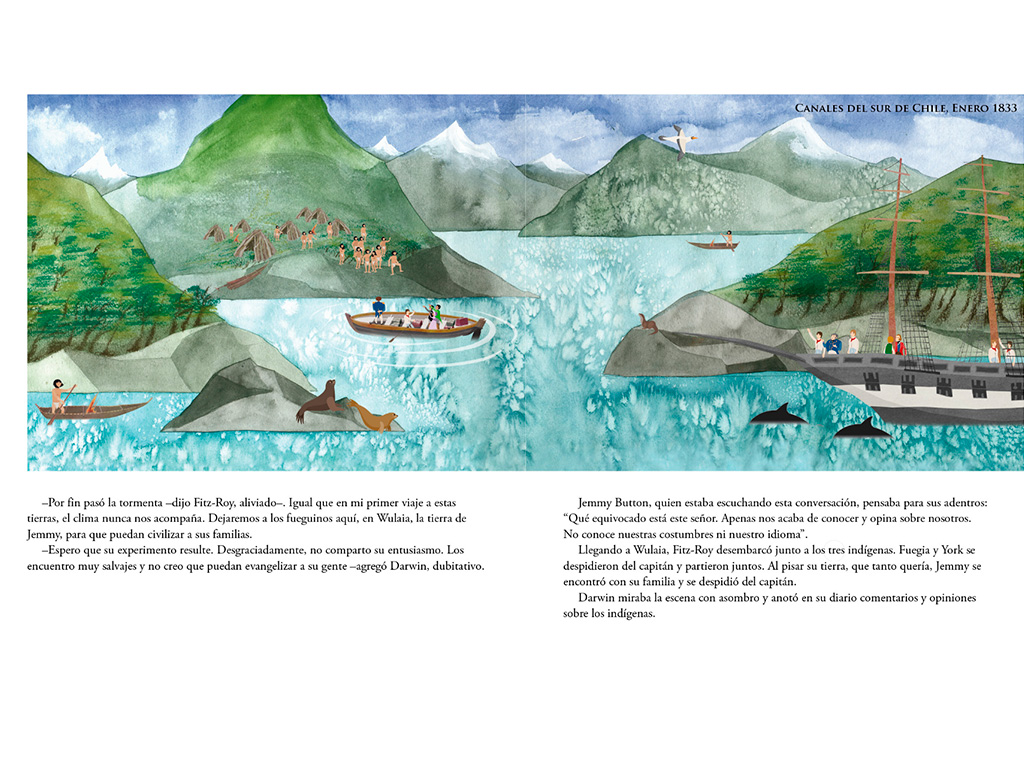 Canales del sur de Chile, Enero 1833
–Por fin pasó la tormenta –dijo Fitz-Roy, aliviado–. Igual que en mi primer viaje a estas
tierras, el clima nunca nos acompaña. Dejaremos a los fueguinos aquí, en Wulaia, la tierra de
Jemmy, para que puedan civilizar a sus familias.
–Espero que su experimento resulte. Desgraciadamente, no comparto su entusiasmo. Los
encuentro muy salvajes y no creo que puedan evangelizar a su gente –agregó Darwin, dubitativo.
Jemmy Button, quien estaba escuchando esta conversación, pensaba para sus adentros:
“Qué equivocado está este señor. Apenas nos acaba de conocer y opina sobre nosotros.
No conoce nuestras costumbres ni nuestro idioma”.
Llegando a Wulaia, Fitz-Roy desembarcó junto a los tres indígenas. Fuegia y York se
despidieron del capitán y partieron juntos. Al pisar su tierra, que tanto quería, Jemmy se
encontró con su familia y se despidió del capitán.
Darwin miraba la escena con asombro y anotó en su diario comentarios y opiniones
sobre los indígenas.